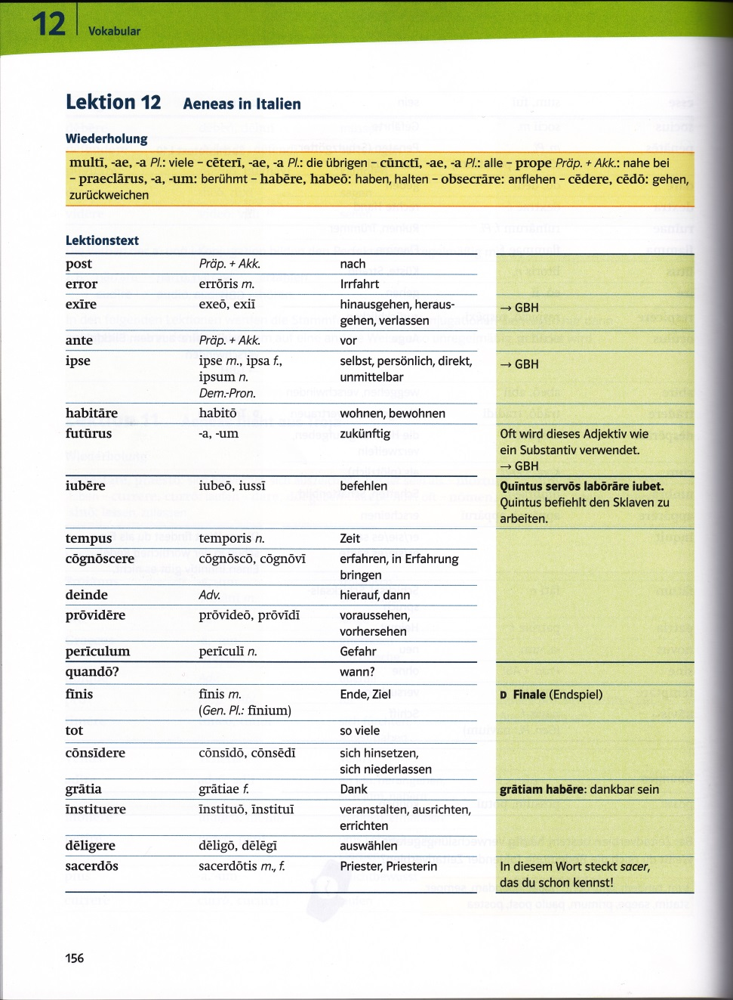 12 Vokabular
Lektion 12 Aeneas in Italien
Wiederholung
multī, -ae, -a Pl.: viele – cēterī, -ae, -a Pl.: die übrigen – cūnctī, -ae, -a Pl.: alle – prope Präp. + Akk.: nahe bei
– praeclārus, -a, -um: berühmt – habēre, habeō: haben, halten – obsecrāre: anflehen – cēdere, cēdō: gehen,
zurückweichen
Lektionstext
post Präp. + Akk. nach
error errōris m. Irrfahrt
exīre exeō, exiī hinausgehen, heraus- → GBH
gehen, verlassen
ante Präp. + Akk. vor
ipse ipse m., ipsa f., selbst, persönlich, direkt, → GBH
ipsum n. unmittelbar
Dem.-Pron.
habitāre habitō wohnen, bewohnen
futūrus -a, -um zukünftig Oft wird dieses Adjektiv wie
ein Substantiv verwendet.
→ GBH
iubēre iubeō, iussī befehlen Quīntus servōs labōrāre iubet.
Quintus befiehlt den Sklaven zu
arbeiten.
tempus temporis n. Zeit
cōgnōscere cōgnōscō, cōgnōvī erfahren, in Erfahrung
bringen
deinde Adv. hierauf, dann
prōvidēre prōvideō, prōvīdī voraussehen,
vorhersehen
perīculum perīculī n. Gefahr
quandō? wann?
fīnis fīnis m. Ende, Ziel D Finale (Endspiel)
(Gen. Pl.: fīnium)
tot so viele
cōnsīdere cōnsīdō, cōnsēdī sich hinsetzen,
sich niederlassen
grātia grātiae f. Dank grātiam habēre: dankbar sein
īnstituere īnstituō, īnstituī veranstalten, ausrichten,
errichten
dēligere dēligō, dēlēgī auswählen
sacerdōs sacerdōtis m., f. Priester, Priesterin In diesem Wort steckt sacer,
das du schon kennst!
156